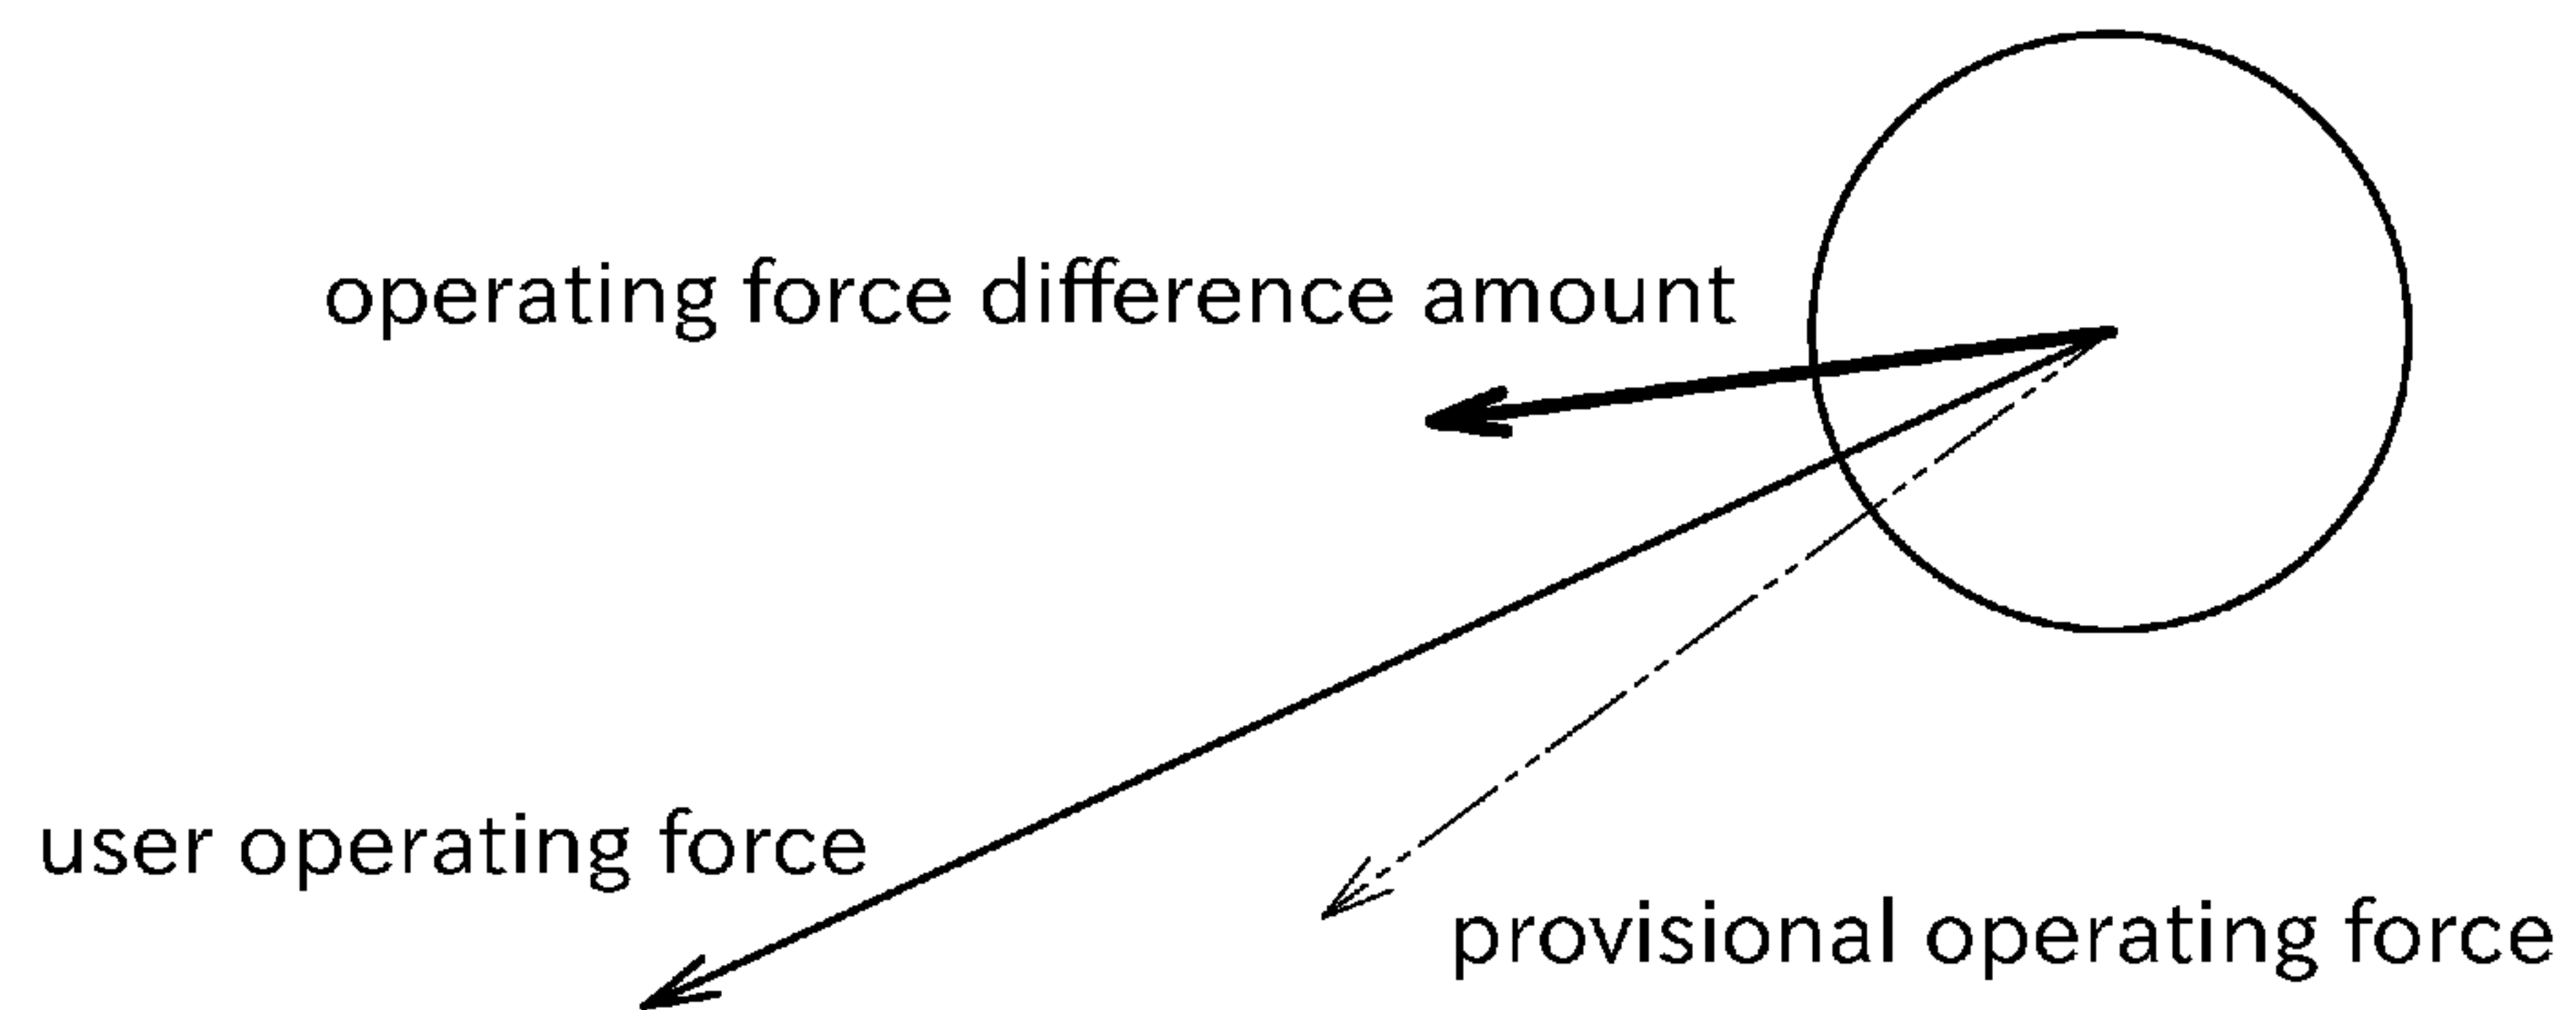 operating force difference amount
user operating force
provisional operating force